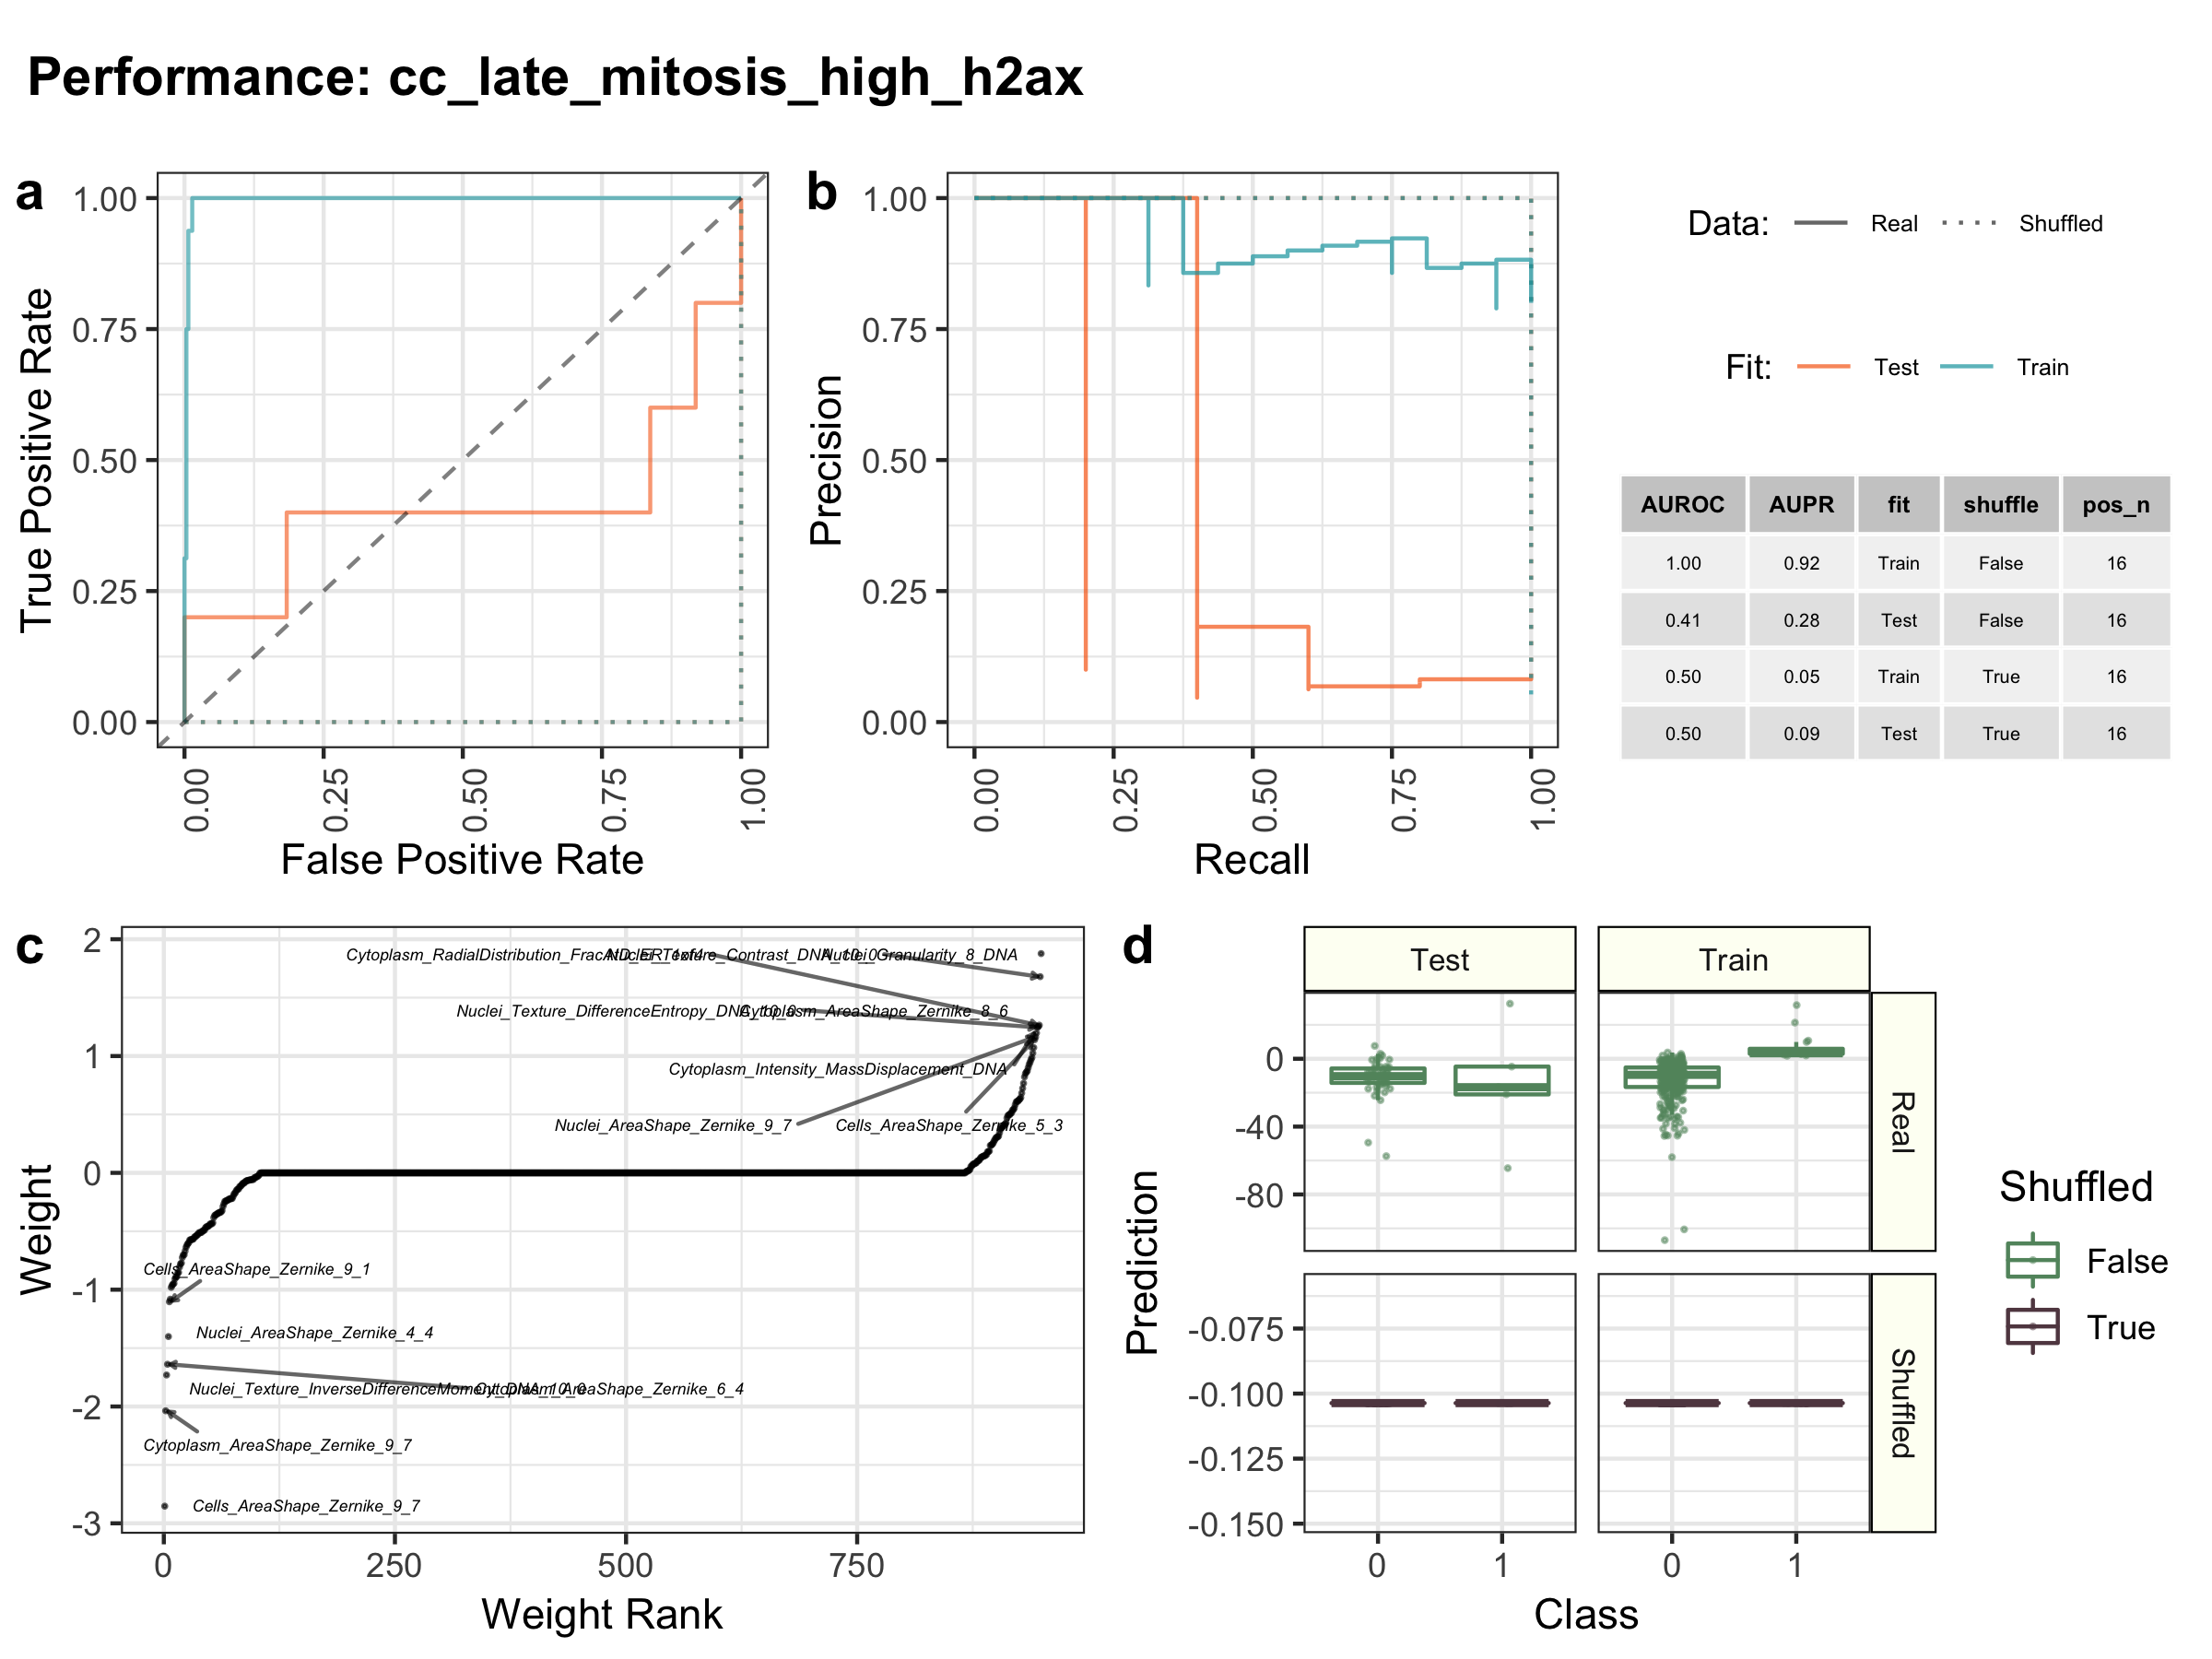 Performance: cc_late_mitosis_high_h2ax
a
True Positive Rate
1.00
0.75
0.50
0.25
0.00
0.00
0.25
0.50
0.75
1.00
False Positive Rate
b
Precision
1.00
0.75
0.50
0.25
0.00
0.00
0.25
0.50
0.75
1.00
Recall
Data: Real Shuffled
Fit: Test Train
AUROC AUPR fit shuffle pos_n
1.00 0.92 Train False 16
0.41 0.28 Test False 16
0.50 0.05 Train True 16
0.50 0.09 Test True 16
c
Weight
2
1
0
-1
-2
-3
Cytoplasm_RadialDistribution_FracAtD_ER_1of4
Nuclei_Texture_Contrast_DNA_10_0
Nuclei_Granularity_8_DNA
Nuclei_Texture_DifferenceEntropy_DNA_10_0
Cytoplasm_AreaShape_Zernike_8_6
Cytoplasm_Intensity_MassDisplacement_DNA
Nuclei_AreaShape_Zernike_9_7
Cells_AreaShape_Zernike_5_3
Cells_AreaShape_Zernike_9_1
Nuclei_AreaShape_Zernike_4_4
Nuclei_Texture_InverseDifferenceMoment_DNA_10_0
Cytoplasm_AreaShape_Zernike_6_4
Cytoplasm_AreaShape_Zernike_9_7
Cells_AreaShape_Zernike_9_7
0 250 500 750
Weight Rank
d
Test Train
Real
Shuffled
Prediction
0
-40
-80
-0.075
-0.100
-0.125
-0.150
0 1 0 1
Class
Shuffled
False
True